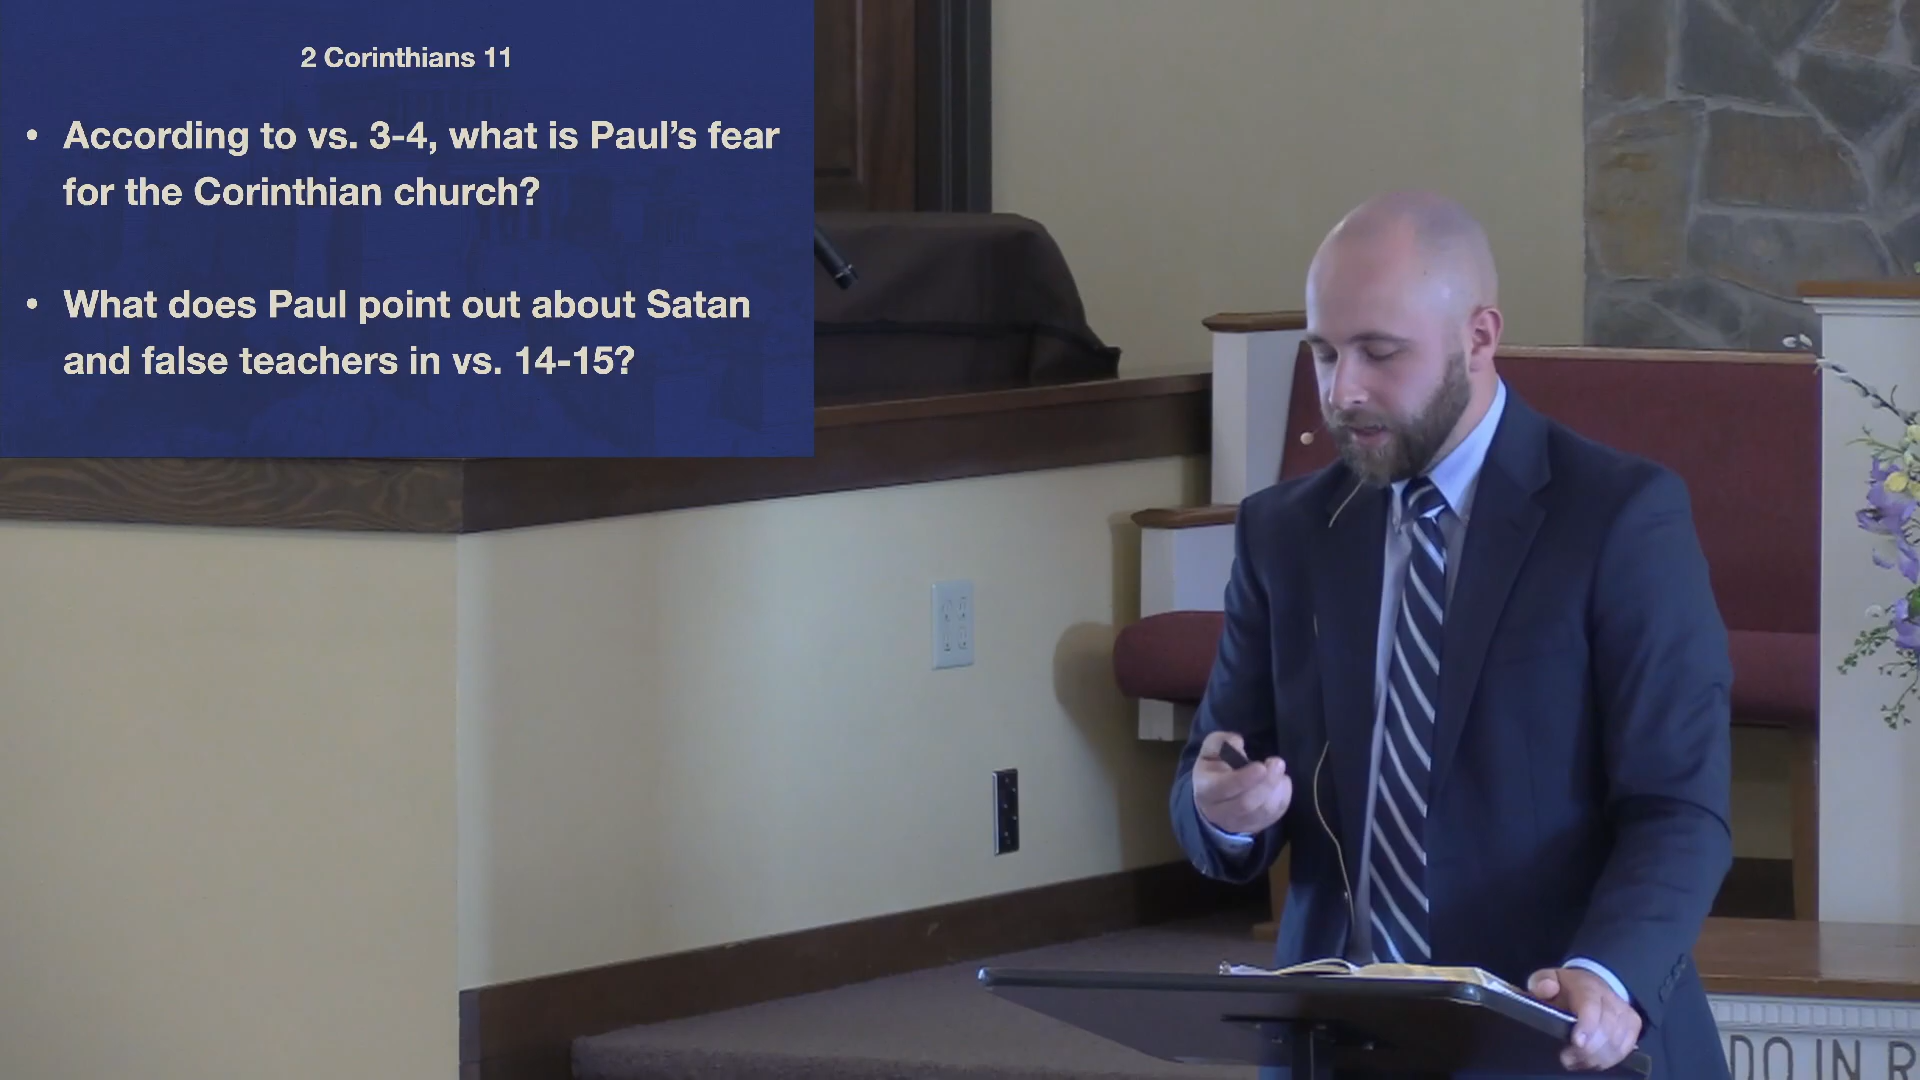 2 Corinthians 11
• According to vs. 3-4, what is Paul's fear
for the Corinthian church?
• What does Paul point out about Satan
and false teachers in vs. 14-15?
DO IN R